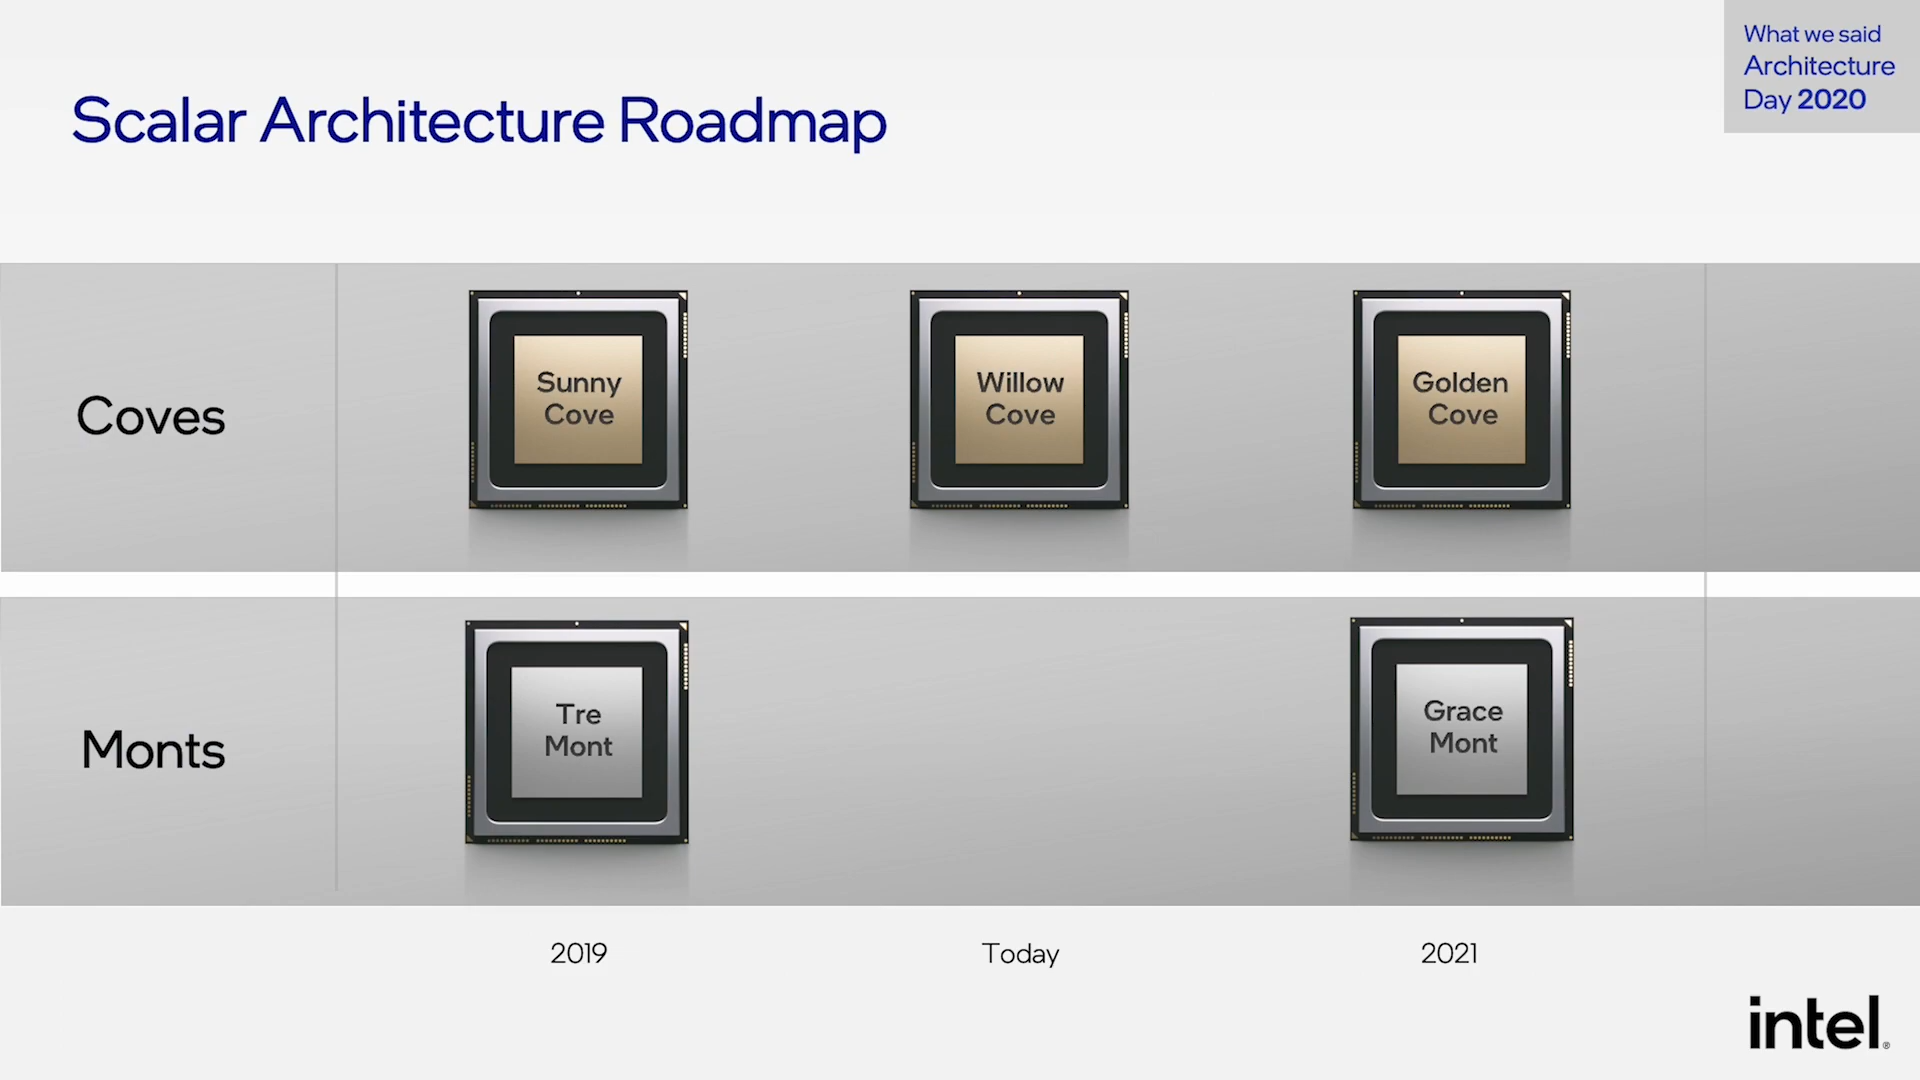 What we said
Architecture
Day 2020
Scalar Architecture Roadmap
Coves
Sunny
Cove
Willow
Cove
Golden
Cove
Monts
Tre
Mont
Grace
Mont
2019
Today
2021
intel®